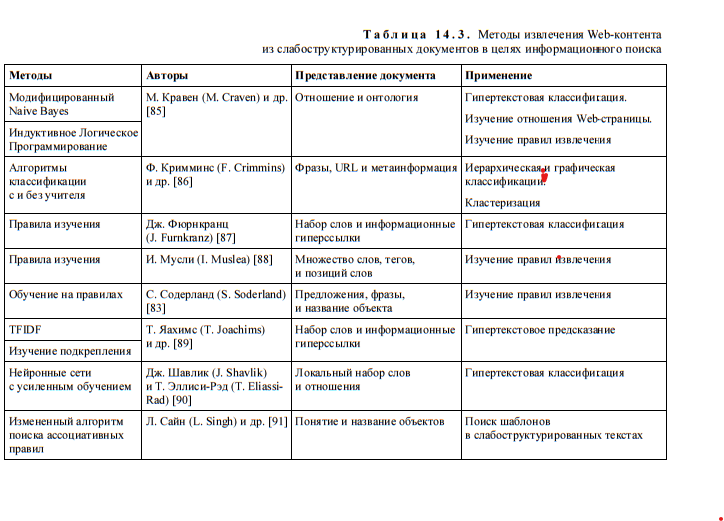 Таблица 14.3. Методы извлечения Web-контента
из слабоструктурированных документов в целях информационного поиска
Методы
Авторы
Представление документа
Применение
Модифицированный
Naive Bayes
Индуктивное Логическое
Программирование
М. Кравен (M. Craven) и др.
[85]
Отношение и онтология
Гипертекстовая классификация.
Изучение отношения Web-страницы.
Изучение правил извлечения
Алгоритмы
классификации
с и без учителя
Ф. Кримминс (F. Crimmins)
и др. [86]
Фразы, URL и метаинформация
Иерархическая и графическая
классификации.
Кластеризация
Правила изучения
Дж. Фюрнкранц
(J. Furnkranz) [87]
Набор слов и информационные
гиперссылки
Гипертекстовая классификация
Правила изучения
И. Мусли (I. Muslea) [88]
Множество слов, тегов,
и позиций слов
Изучение правил извлечения
Обучение на правилах
С. Содерланд (S. Soderland)
[83]
Предложения, фразы,
и название объекта
Изучение правил извлечения
TFIDF
Изучение подкрепления
Т. Яахимс (T. Joachims)
и др. [89]
Набор слов и информационные
гиперссылки
Гипертекстовое предсказание
Нейронные сети
с усиленным обучением
Дж. Шавлик (J. Shavlik)
и Т. Эллиси-Рэд (T. Eliassi-
Rad) [90]
Локальный набор слов
и отношения
Гипертекстовая классификация
Измененный алгоритм
поиска ассоциативных
правил
Л. Сайн (L. Singh) и др. [91]
Понятие и название объектов
Поиск шаблонов
в слабоструктурированных текстах